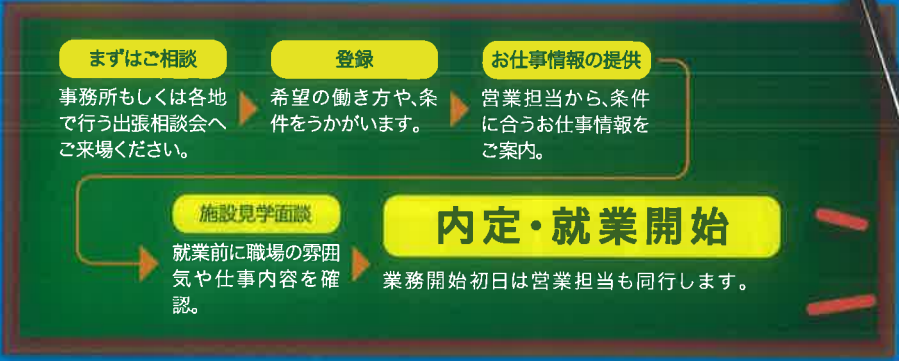 まずはご相談
事務所もしくは各地
で行う出張相談会へ
ご来場ください。
登録
希望の働き方や、条
件をうかがいます。
お仕事情報の提供
営業担当から、条件
に合うお仕事情報を
ご案内。
施設見学面談
就業前に職場の雰囲
気や仕事内容を確
認。
内定・就業開始
業務開始初日は営業担当も同行します。